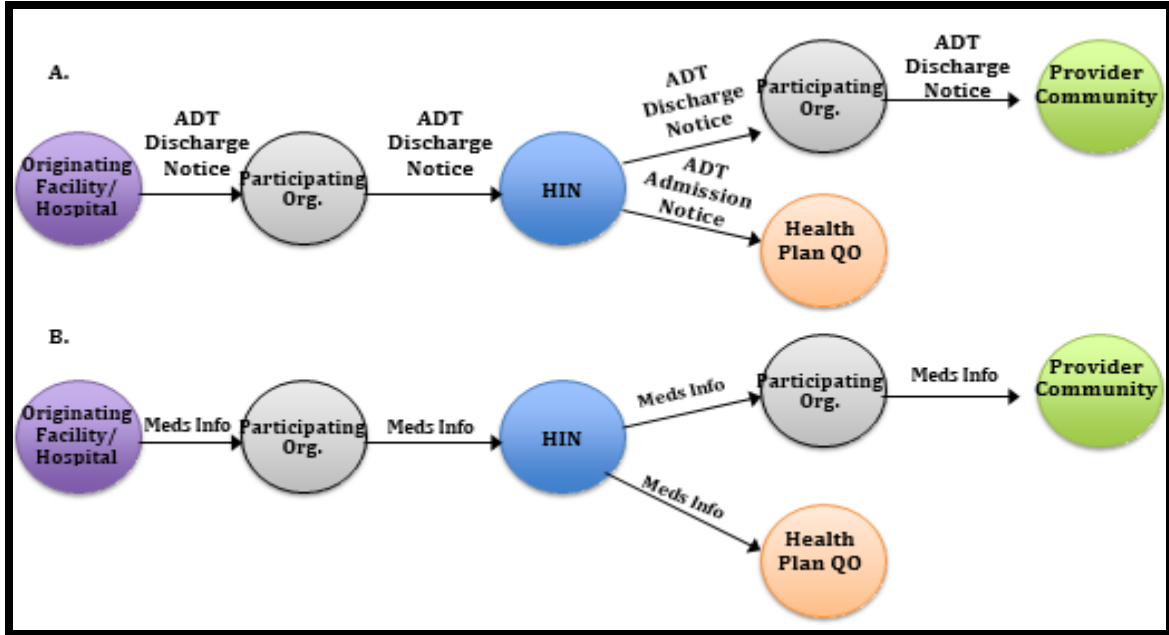 A.
Originating
Facility/
Hospital
ADT
Discharge
Notice
Participating
Org.
ADT
Discharge
Notice
HIN
ADT
Discharge
Notice
Participating
Org.
ADT
Discharge
Notice
Provider
Community
ADT
Admission
Notice
Health
Plan QO
B.
Originating
Facility/
Hospital
Meds Info
Participating
Org.
Meds Info
HIN
Meds Info
Participating
Org.
Meds Info
Provider
Community
Meds Info
Health
Plan QO